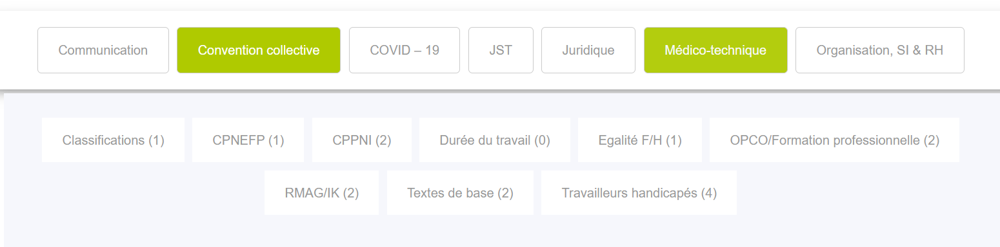 Communication Convention collective COVID – 19 JST Juridique Médico-technique Organisation, SI & RH
Classifications (1) CPNEFP (1) CPPNI (2) Durée du travail (0) Egalité F/H (1) OPCO/Formation professionnelle (2)
RMAG/IK (2) Textes de base (2) Travailleurs handicapés (4)